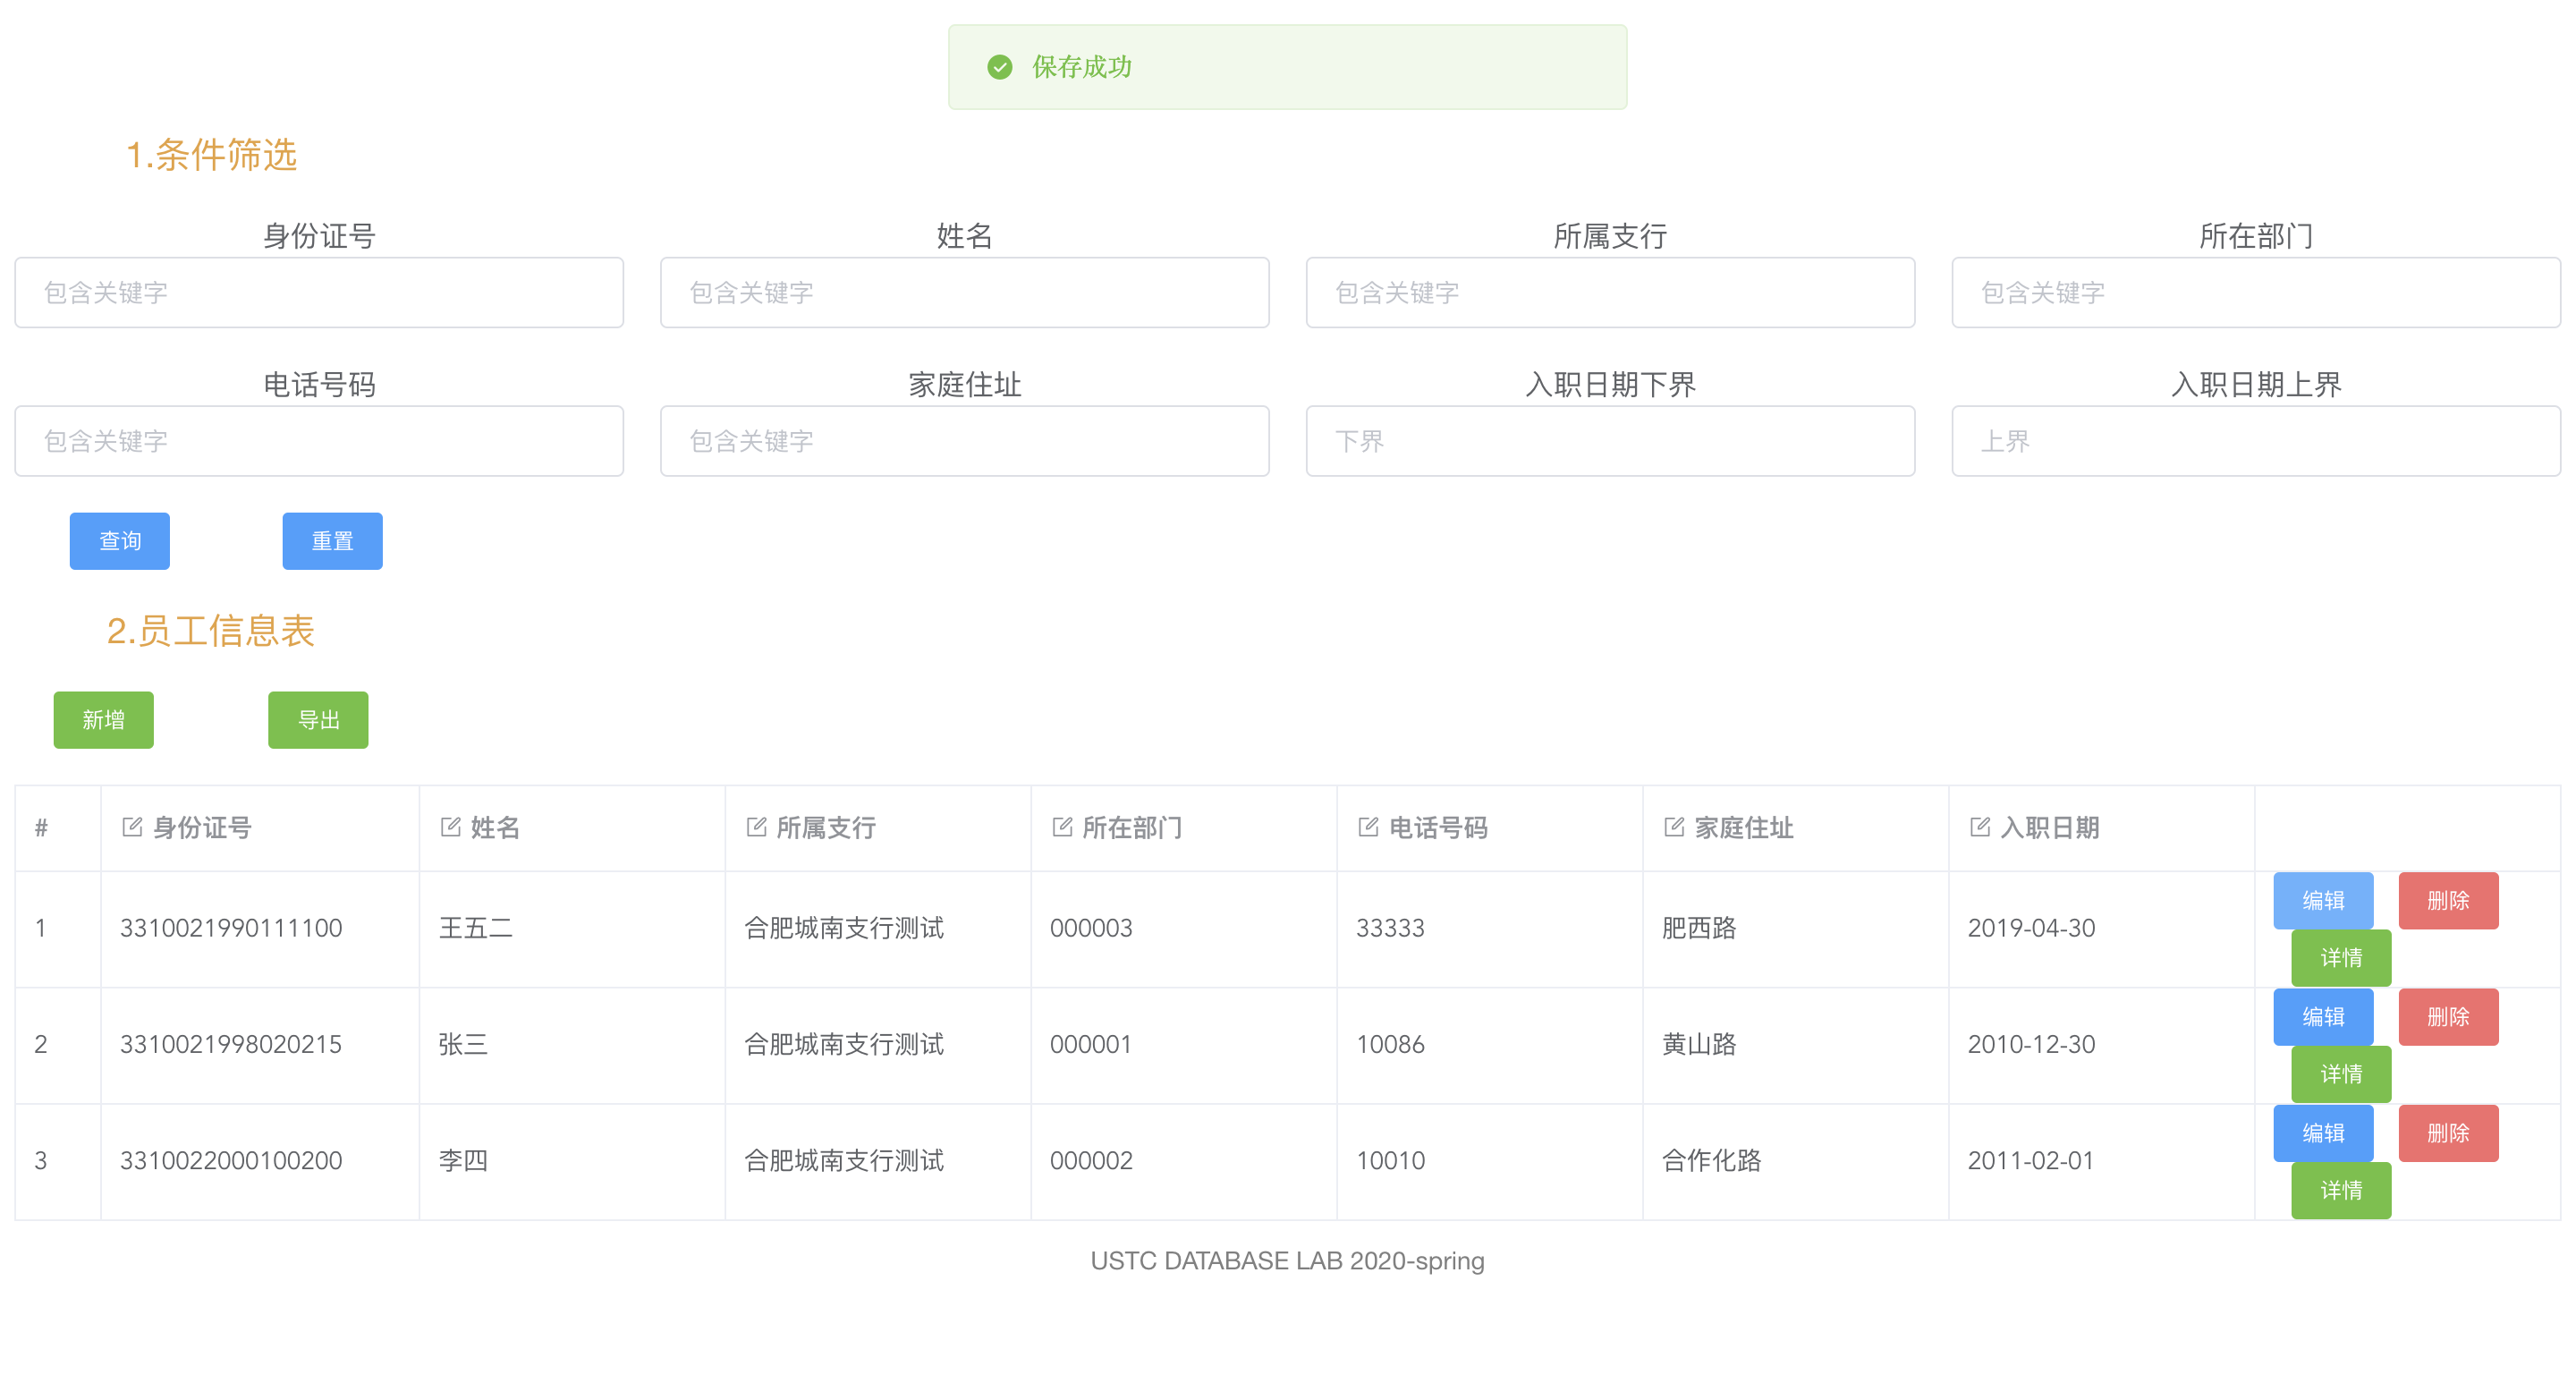 保存成功
1.条件筛选
身份证号 姓名 所属支行 所在部门
包含关键字 包含关键字 包含关键字 包含关键字
电话号码 家庭住址 入职日期下界 入职日期上界
包含关键字 包含关键字 下界 上界
查询 重置
2.员工信息表
新增 导出
# 身份证号 姓名 所属支行 所在部门 电话号码 家庭住址 入职日期
1 3310021990111100 王五二 合肥城南支行测试 000003 33333 肥西路 2019-04-30 编辑 删除
详情
2 3310021998020215 张三 合肥城南支行测试 000001 10086 黄山路 2010-12-30 编辑 删除
详情
3 3310022000100200 李四 合肥城南支行测试 000002 10010 合作化路 2011-02-01 编辑 删除
详情
USTC DATABASE LAB 2020-spring